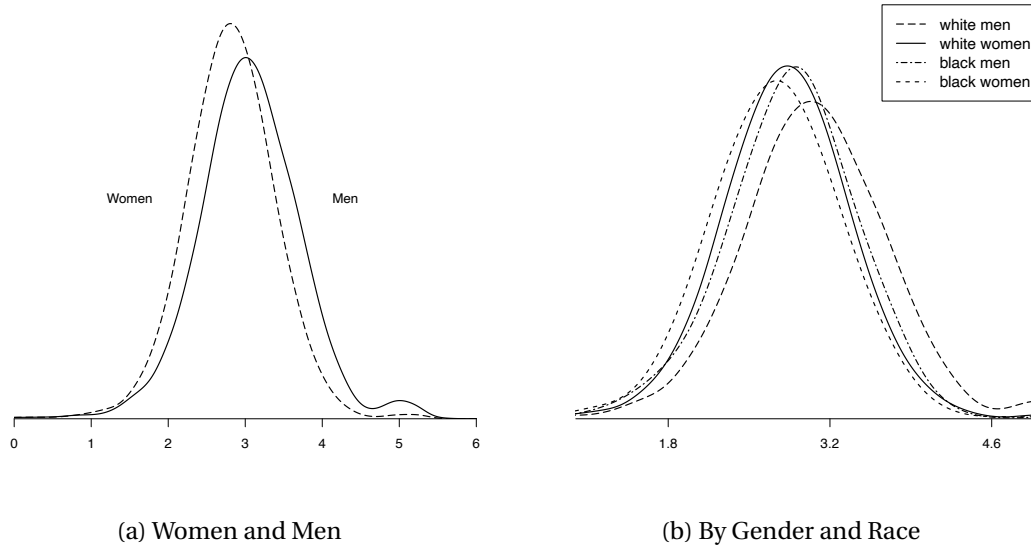 white men
white women
black men
black women
Women
Men
0 1 2 3 4 5 6
1.8 3.2 4.6
(a) Women and Men
(b) By Gender and Race